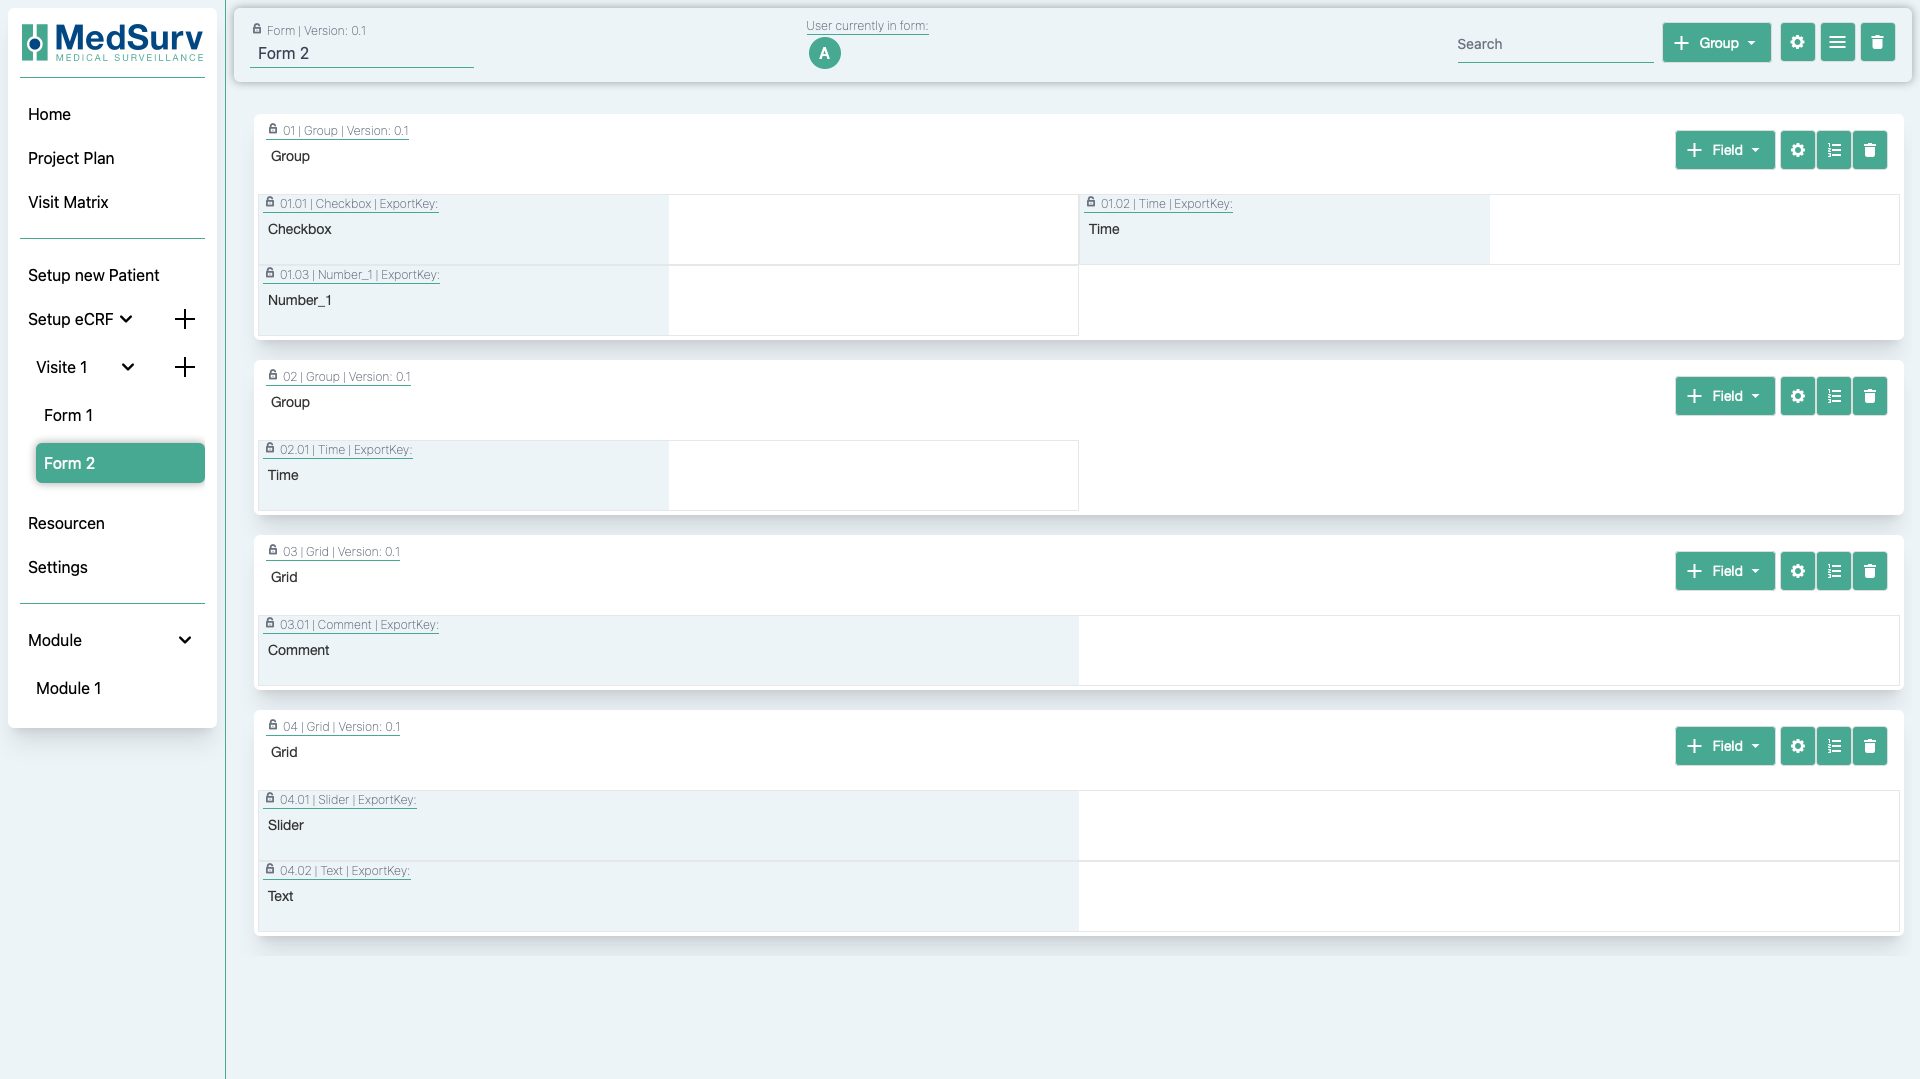 MedSurv
MEDICAL SURVEILLANCE
Home
Project Plan
Visit Matrix
Setup new Patient
Setup eCRF
Visite 1
Form 1
Form 2
Resourcen
Settings
Module
Module 1
Form | Version: 0.1
Form 2
User currently in form:
A
Search
Group
01 | Group | Version: 0.1
Group
Field
01.01 | Checkbox | ExportKey:
Checkbox
01.02 | Time | ExportKey:
Time
01.03 | Number_1 | ExportKey:
Number_1
02 | Group | Version: 0.1
Group
Field
02.01 | Time | ExportKey:
Time
03 | Grid | Version: 0.1
Grid
Field
03.01 | Comment | ExportKey:
Comment
04 | Grid | Version: 0.1
Grid
Field
04.01 | Slider | ExportKey:
Slider
04.02 | Text | ExportKey:
Text